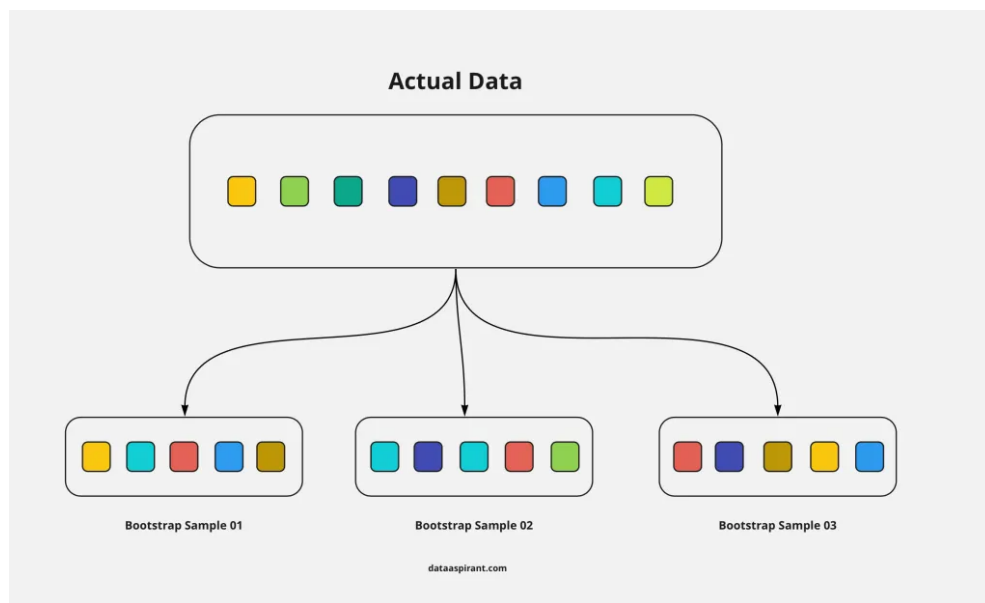 Actual Data
Bootstrap Sample 01
Bootstrap Sample 02
Bootstrap Sample 03
dataaspirant.com